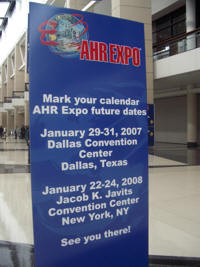 AHR EXPO
Mark your calendar
AHR Expo future dates
January 29-31, 2007
Dallas Convention
Center
Dallas, Texas
January 22-24, 2008
Jacob K. Javits
Convention Center
New York, NY
See you there!